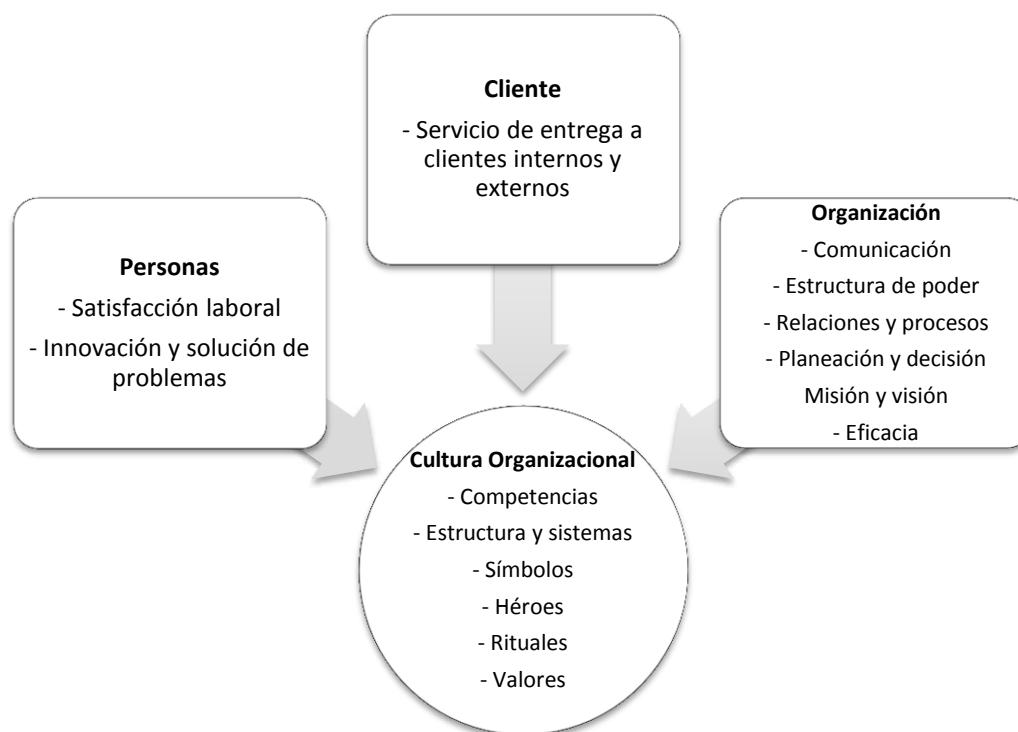 Cliente
- Servicio de entrega a
clientes internos y
externos
Personas
- Satisfacción laboral
- Innovación y solución de
problemas
Organización
- Comunicación
- Estructura de poder
- Relaciones y procesos
- Planeación y decisión
Misión y visión
- Eficacia
Cultura Organizacional
- Competencias
- Estructura y sistemas
- Símbolos
- Héroes
- Rituales
- Valores